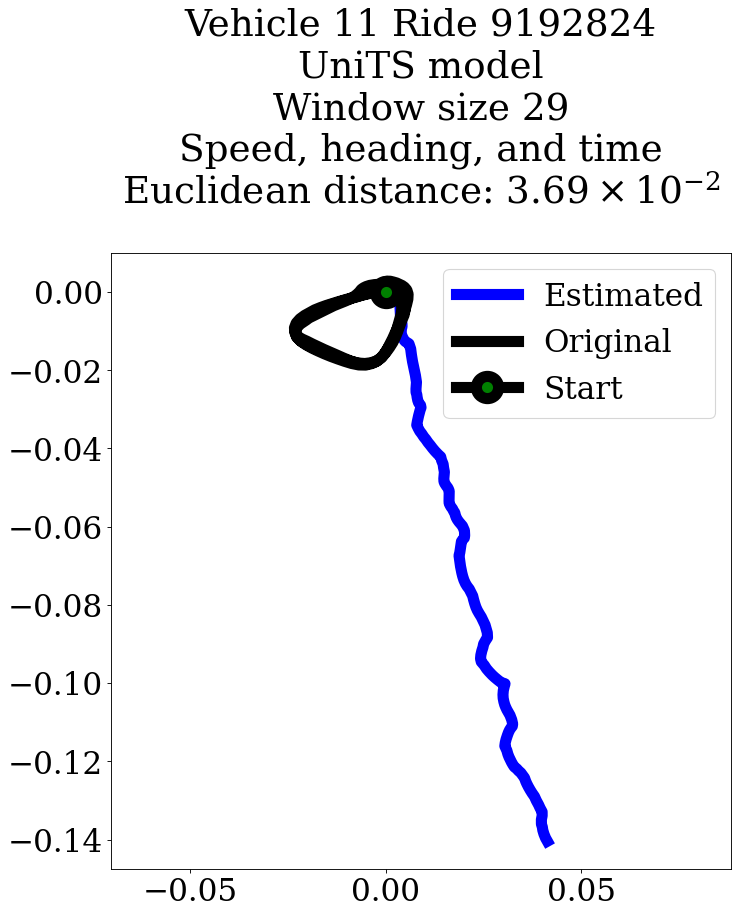 Vehicle 11 Ride 9192824
UniTS model
Window size 29
Speed, heading, and time
Euclidean distance: 3.69 × 10⁻²
Estimated
Original
Start
0.00
−0.02
−0.04
−0.06
−0.08
−0.10
−0.12
−0.14
−0.05 0.00 0.05